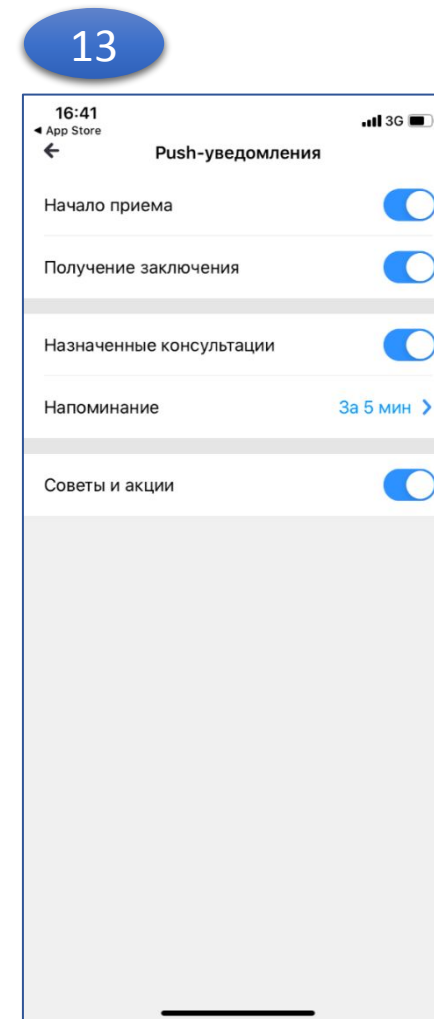 13
16:41
3G
◄ App Store
Push-уведомления
Начало приема
Получение заключения
Назначенные консультации
Напоминание За 5 мин
Советы и акции